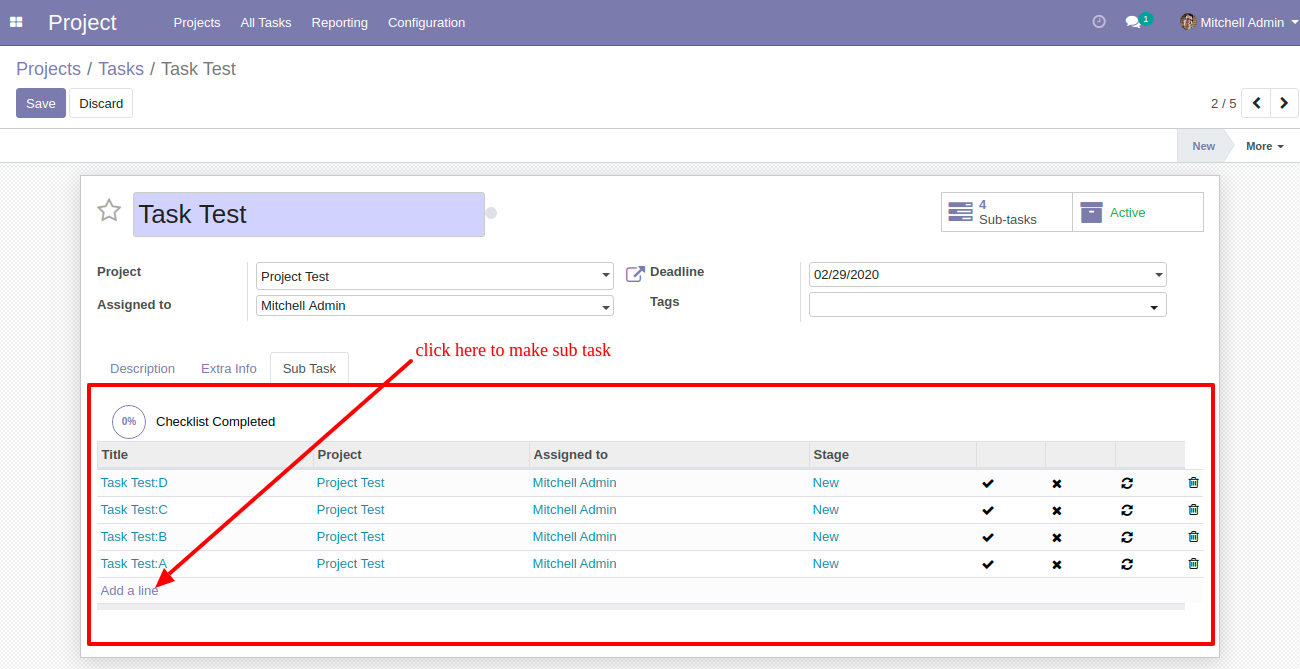 Project Projects All Tasks Reporting Configuration 1 Mitchell Admin
Projects / Tasks / Task Test
Save Discard 2 / 5
New More
Task Test
4
Sub-tasks
Active
Project Project Test Deadline 02/29/2020
Assigned to Mitchell Admin Tags
click here to make sub task
Description Extra Info Sub Task
0% Checklist Completed
Title Project Assigned to Stage
Task Test:D Project Test Mitchell Admin New
Task Test:C Project Test Mitchell Admin New
Task Test:B Project Test Mitchell Admin New
Task Test:A Project Test Mitchell Admin New
Add a line